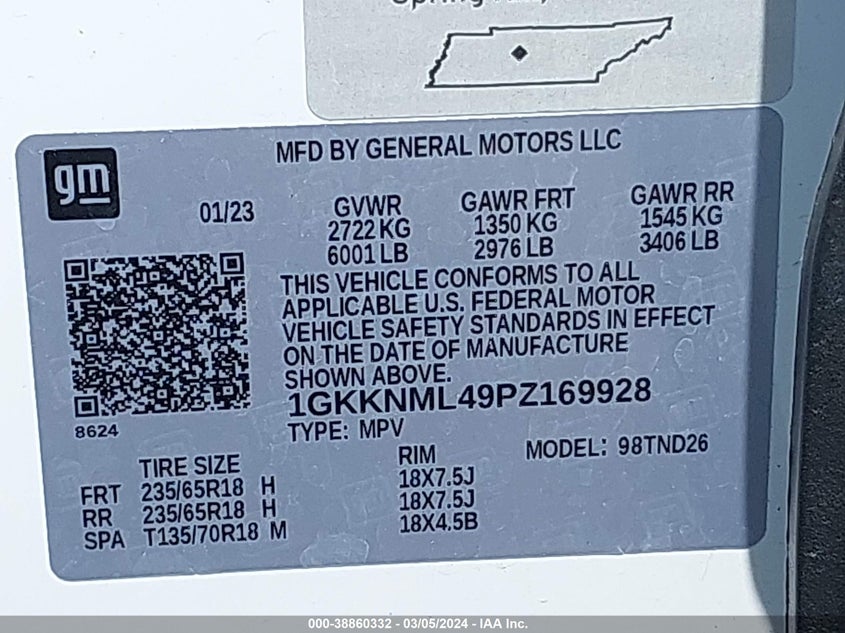 gm
MFD BY GENERAL MOTORS LLC
01/23
GVWR
2722 KG
6001 LB
GAWR FRT
1350 KG
2976 LB
GAWR RR
1545 KG
3406 LB
THIS VEHICLE CONFORMS TO ALL
APPLICABLE U.S. FEDERAL MOTOR
VEHICLE SAFETY STANDARDS IN EFFECT
ON THE DATE OF MANUFACTURE
SHOWN ABOVE.
1GKKNML49PZ169928
8624
TYPE: MPV
MODEL: 98TND26
TIRE SIZE RIM
FRT 235/65R18 H 18X7.5J
RR 235/65R18 H 18X7.5J
SPA T135/70R18 M 18X4.5B
000-38860332 - 03/05/2024 - IAA Inc.